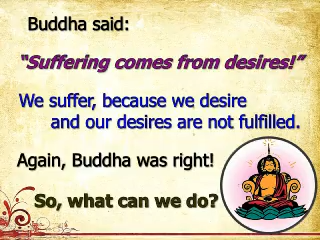 Buddha said:
“Suffering comes from desires!”
We suffer, because we desire
and our desires are not fulfilled.
Again, Buddha was right!
So, what can we do?